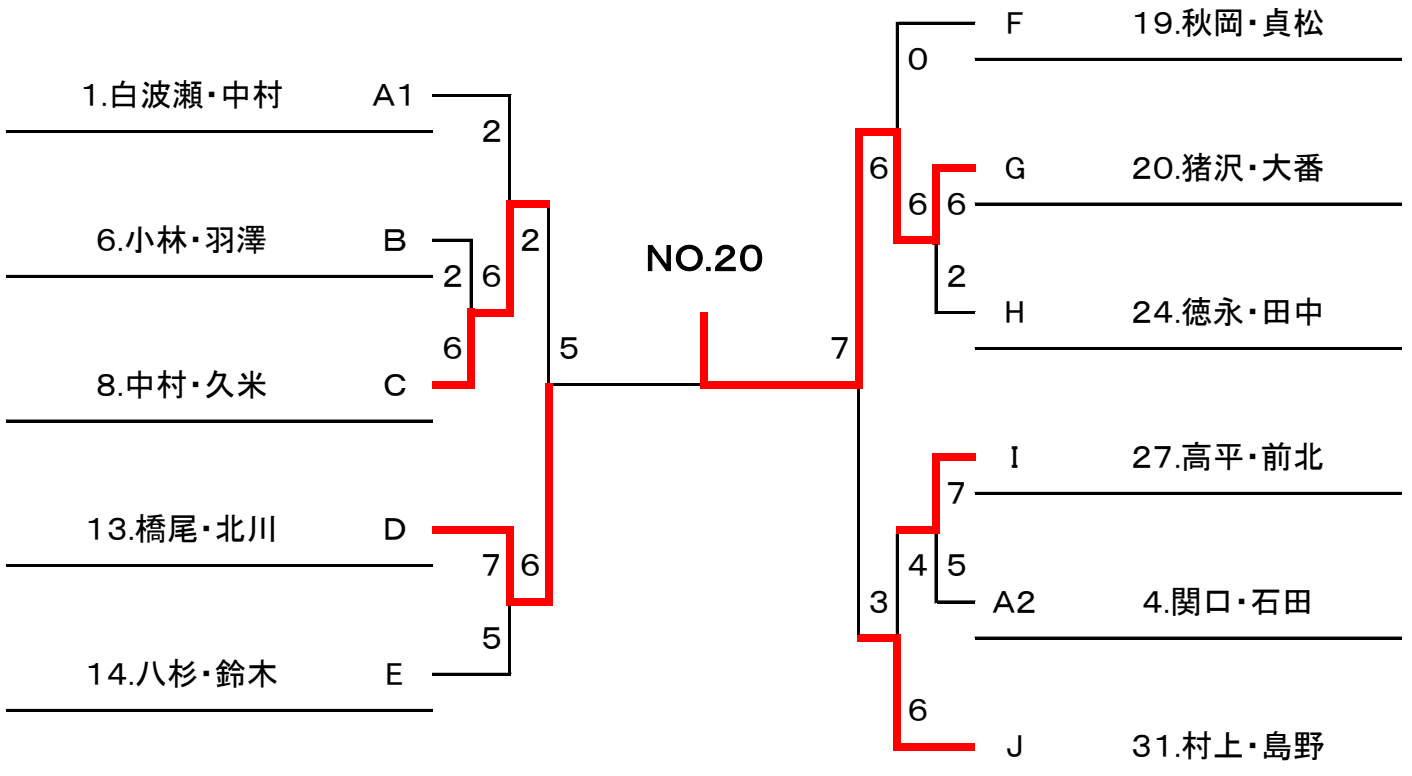 F 19.秋岡・貞松
0
1.白波瀬・中村 A1
2
6 G 20.猪沢・大番
6 6
6.小林・羽澤 B 2 NO.20
2 6 2
H 24.徳永・田中
6 5 7
8.中村・久米 C
I 27.高平・前北
7
13.橋尾・北川 D
7 6 4 5
3 A2 4.関口・石田
5
14.八杉・鈴木 E
6
J 31.村上・島野